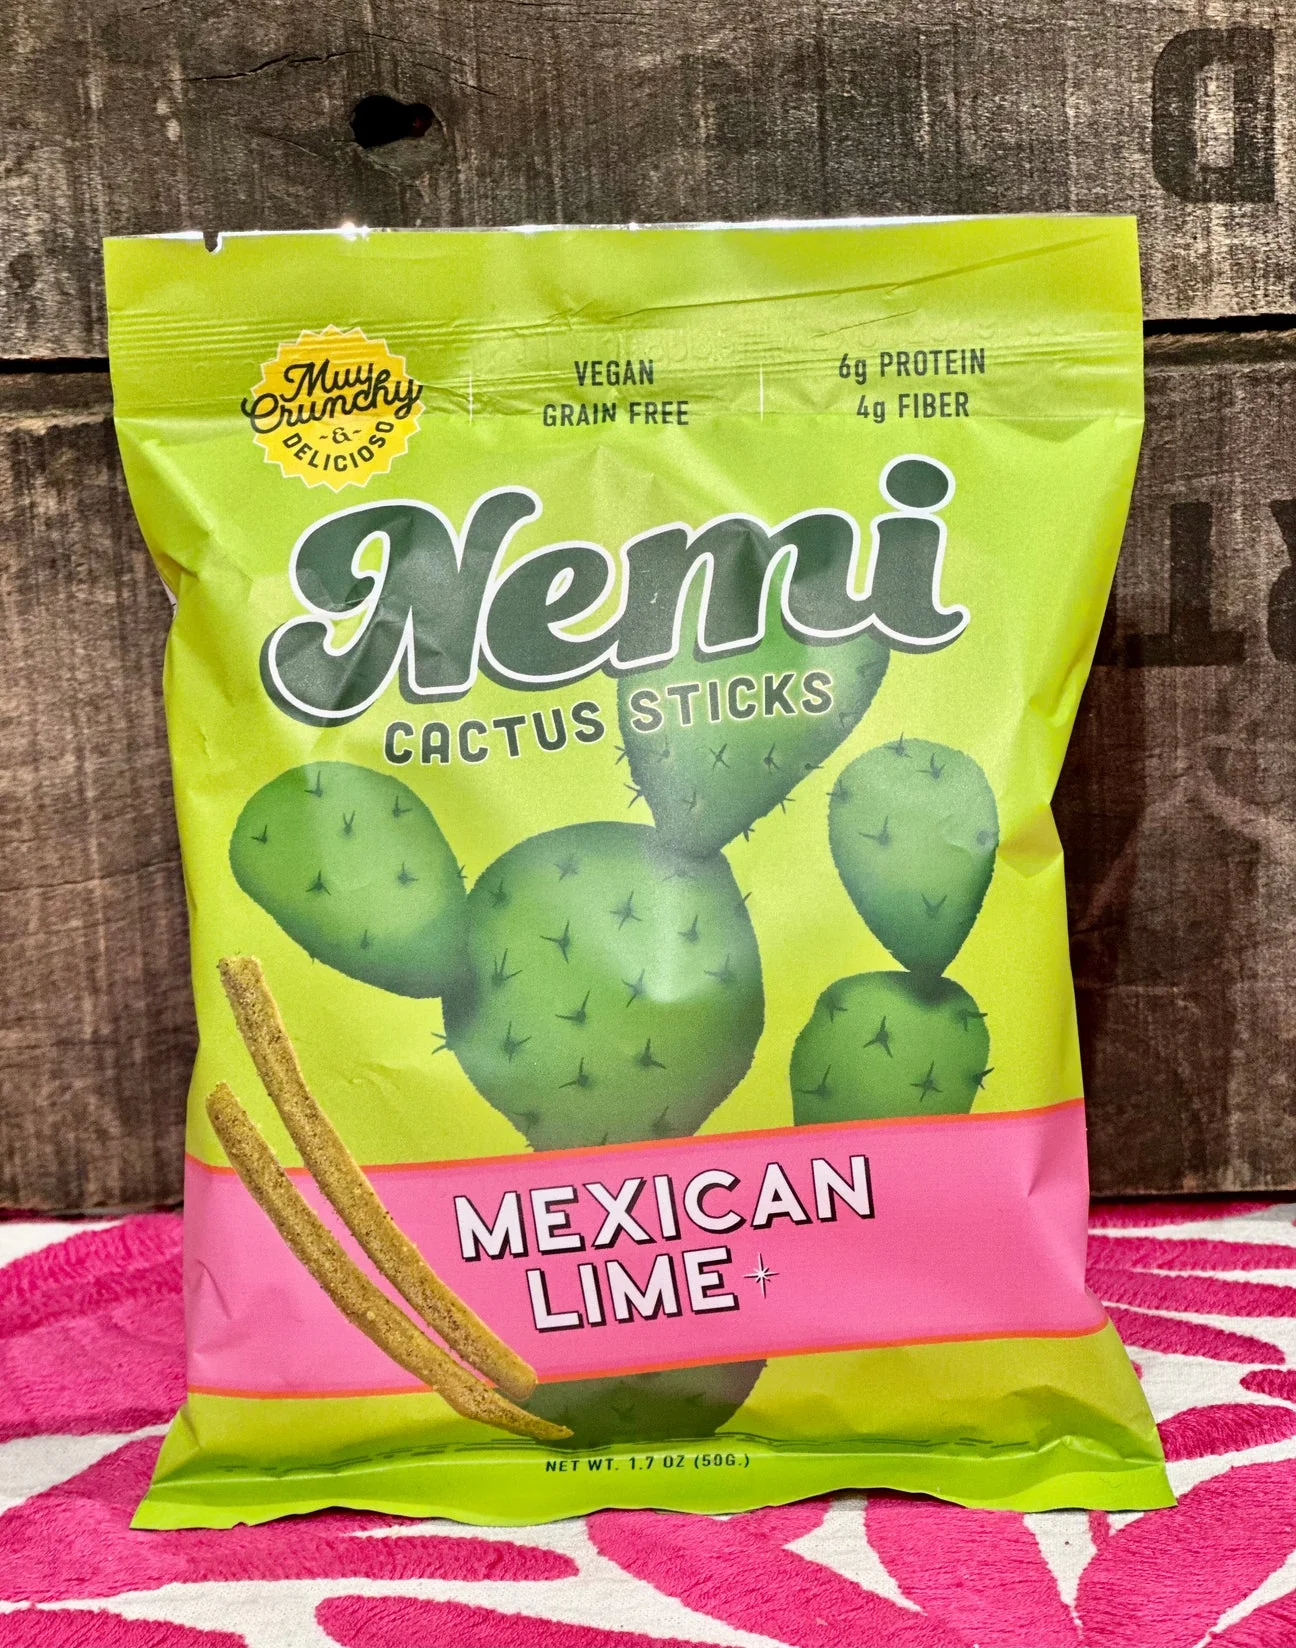 Muy
Crunchy
-&-
DELICIOSO
VEGAN
GRAIN FREE
6g PROTEIN
4g FIBER
Nemi
CACTUS STICKS
MEXICAN
LIME
NET WT. 1.7 OZ (50G.)